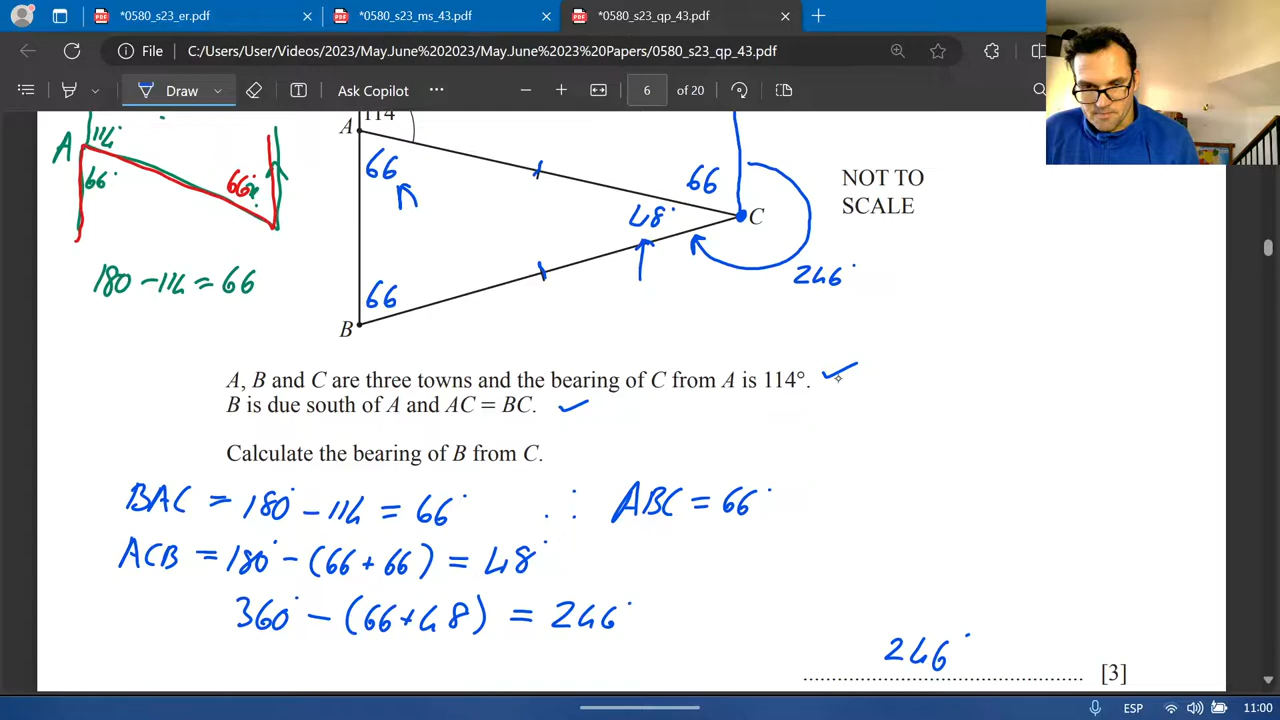 *0580_s23_er.pdf
*0580_s23_ms_43.pdf
*0580_s23_qp_43.pdf
File
C:/Users/User/Videos/2023/May.June%202023/May.June%2023%20Papers/0580_s23_qp_43.pdf
Draw
Ask Copilot
6 of 20
A 114°
66°
66°
180 - 114 = 66
A
114
66
66
48°
C
246°
66
B
NOT TO
SCALE
A, B and C are three towns and the bearing of C from A is 114°.
B is due south of A and AC = BC.
Calculate the bearing of B from C.
BAC = 180° - 114 = 66° ∴ ABC = 66°
ACB = 180° - (66 + 66) = 48°
360° - (66+48) = 246°
246°
[3]
ESP
11:00